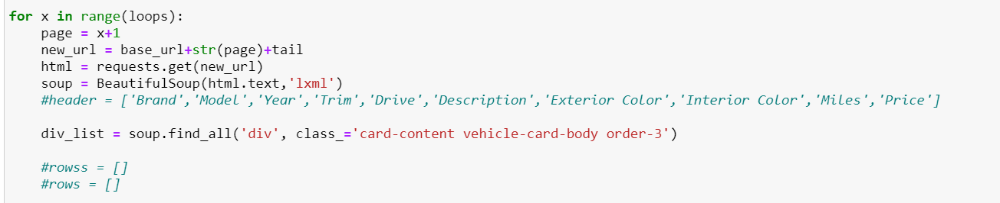 for x in range(loops):
    page = x+1
    new_url = base_url+str(page)+tail
    html = requests.get(new_url)
    soup = BeautifulSoup(html.text,'lxml')
    #header = ['Brand','Model','Year','Trim','Drive','Description','Exterior Color','Interior Color','Miles','Price']
    div_list = soup.find_all('div', class_='card-content vehicle-card-body order-3')
    #rowss = []
    #rows = []